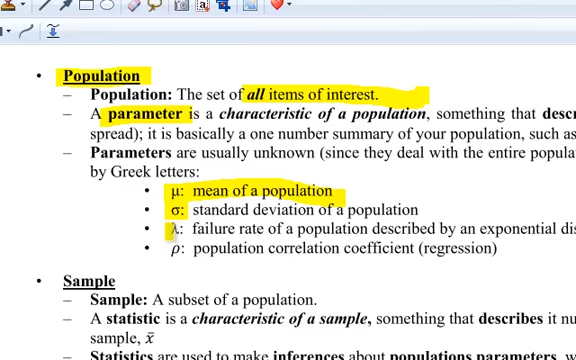 • Population
– Population: The set of all items of interest.
– A parameter is a characteristic of a population, something that
spread); it is basically a one number summary of your population, such as
– Parameters are usually unknown (since they deal with the entire
by Greek letters:
• μ: mean of a population
• σ: standard deviation of a population
• λ: failure rate of a population described by an exponential
• ρ: population correlation coefficient (regression)
• Sample
– Sample: A subset of a population.
– A statistic is a characteristic of a sample, something that describes it
sample, x̄
– Statistics are used to make inferences about populations parameters,